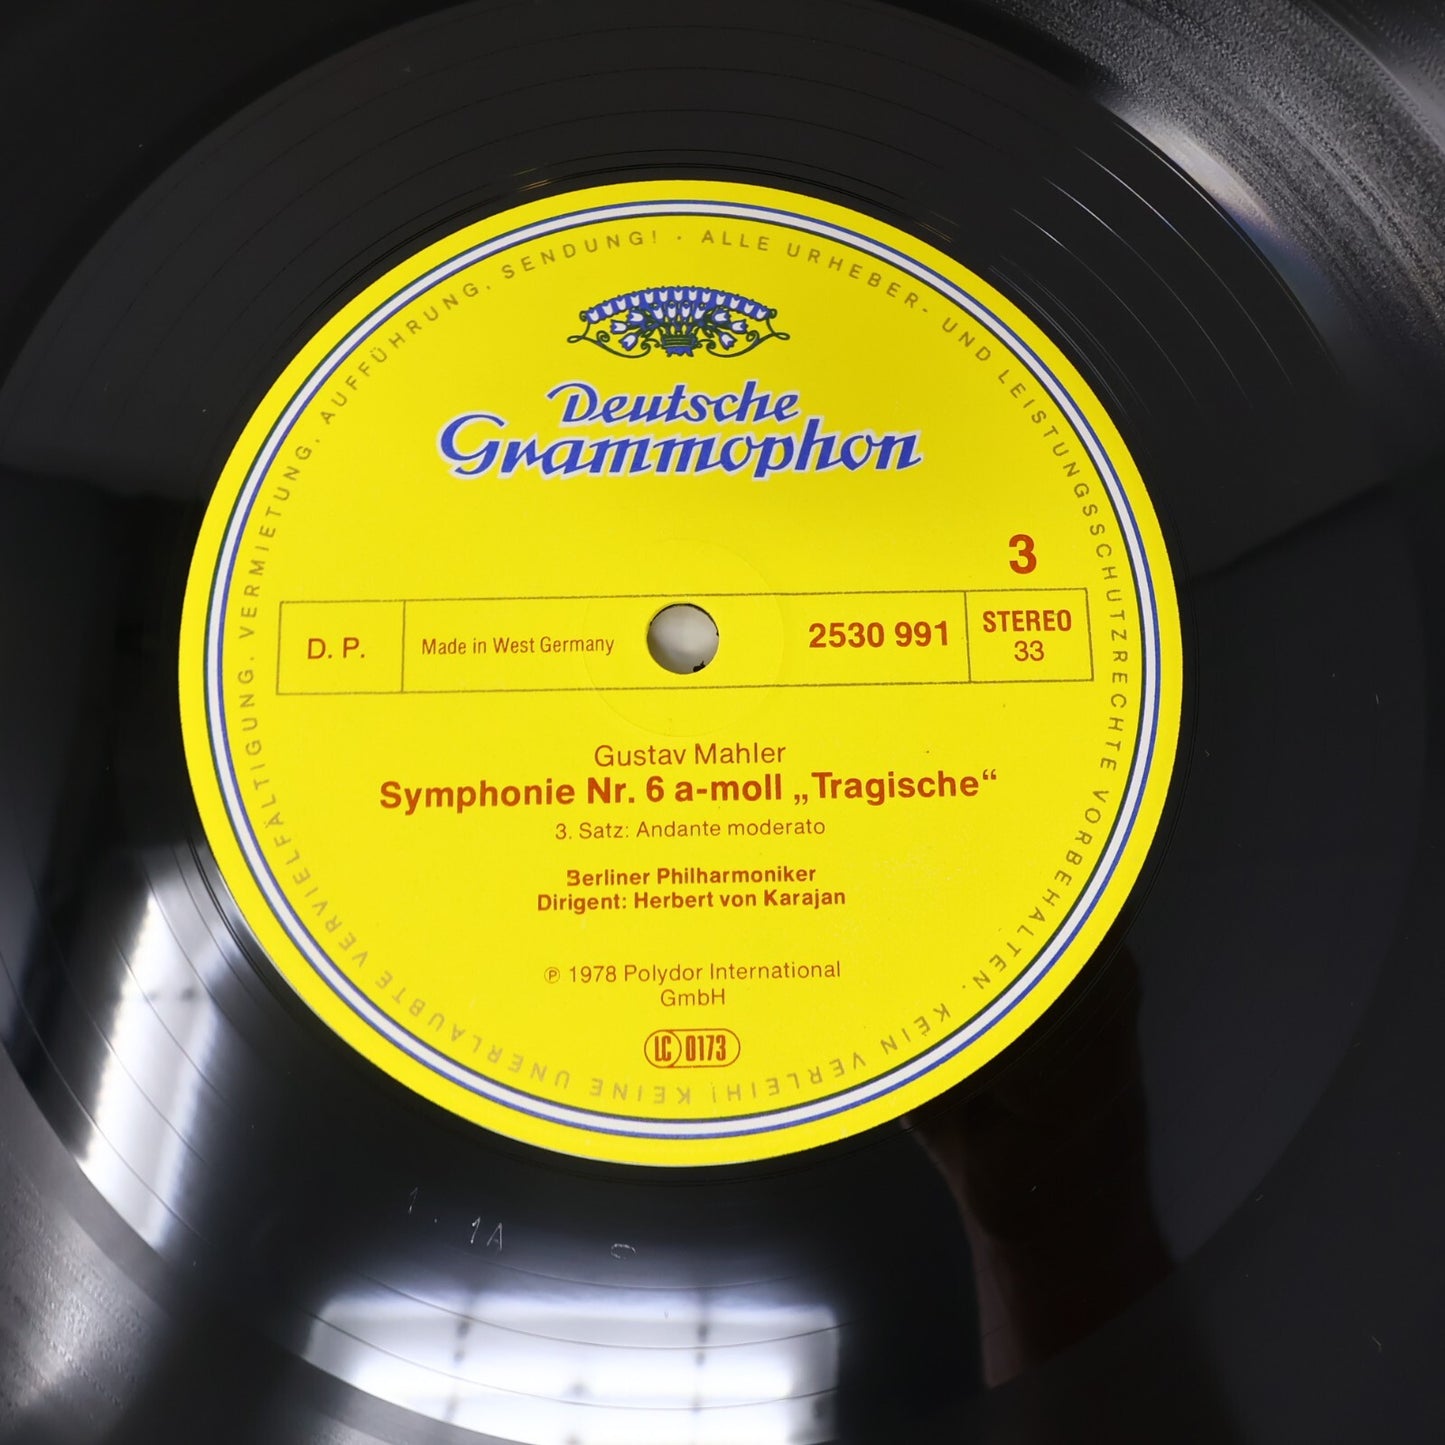 ALLE URHEBER- UND LEISTUNGSSCHUTZRECHTE VORBEHALTEN. KEIN VERLEIH! KEINE UNERLAUBTE VERVIELFÄLTIGUNG, VERMIETUNG, AUFFÜHRUNG, SENDUNG! ·
Deutsche
Grammophon
3
D. P.
Made in West Germany
2530 991
STEREO
33
Gustav Mahler
Symphonie Nr. 6 a-moll „Tragische“
3. Satz: Andante moderato
Berliner Philharmoniker
Dirigent: Herbert von Karajan
℗ 1978 Polydor International
GmbH
LC 0173
1 . 1A